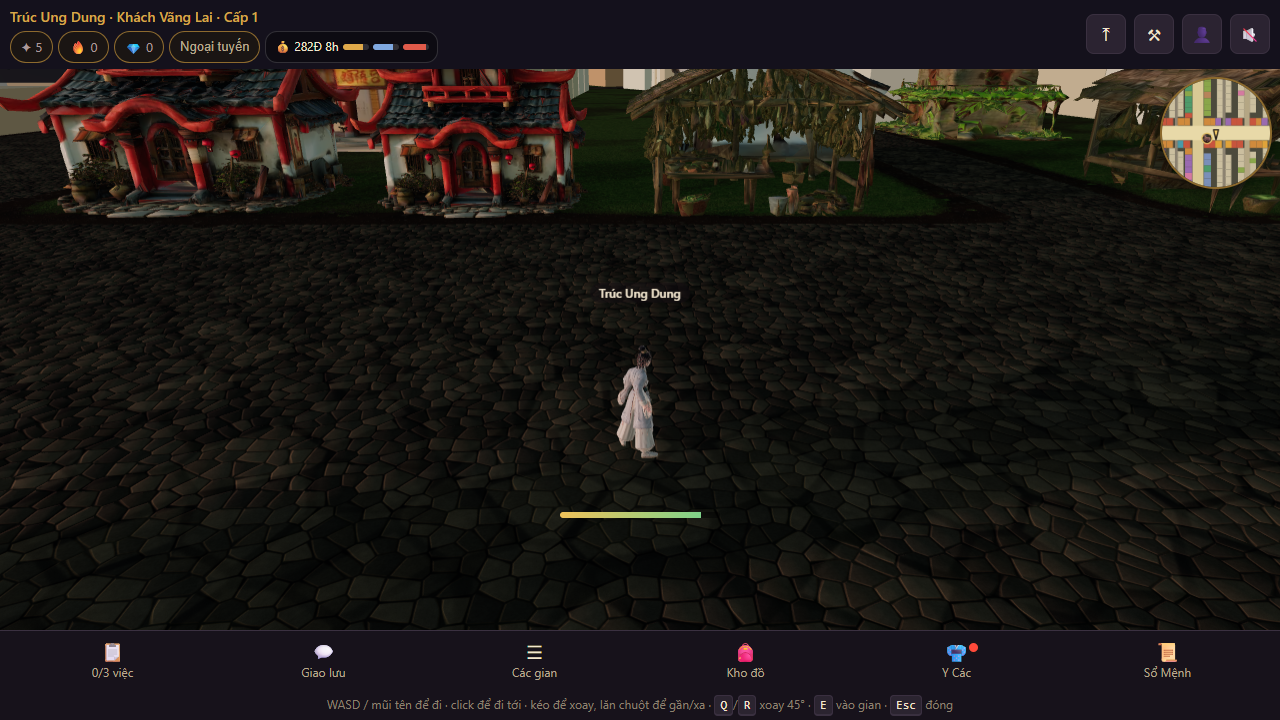 Trúc Ung Dung · Khách Vãng Lai · Cấp 1
✦ 5 0 0 Ngoại tuyến 282Đ 8h
Trúc Ung Dung
0/3 việc
Giao lưu
Các gian
Kho đồ
Y Các
Sổ Mệnh
WASD / mũi tên để đi · click để đi tới · kéo để xoay, lăn chuột để gần/xa · Q / R xoay 45° · E vào gian · Esc đóng